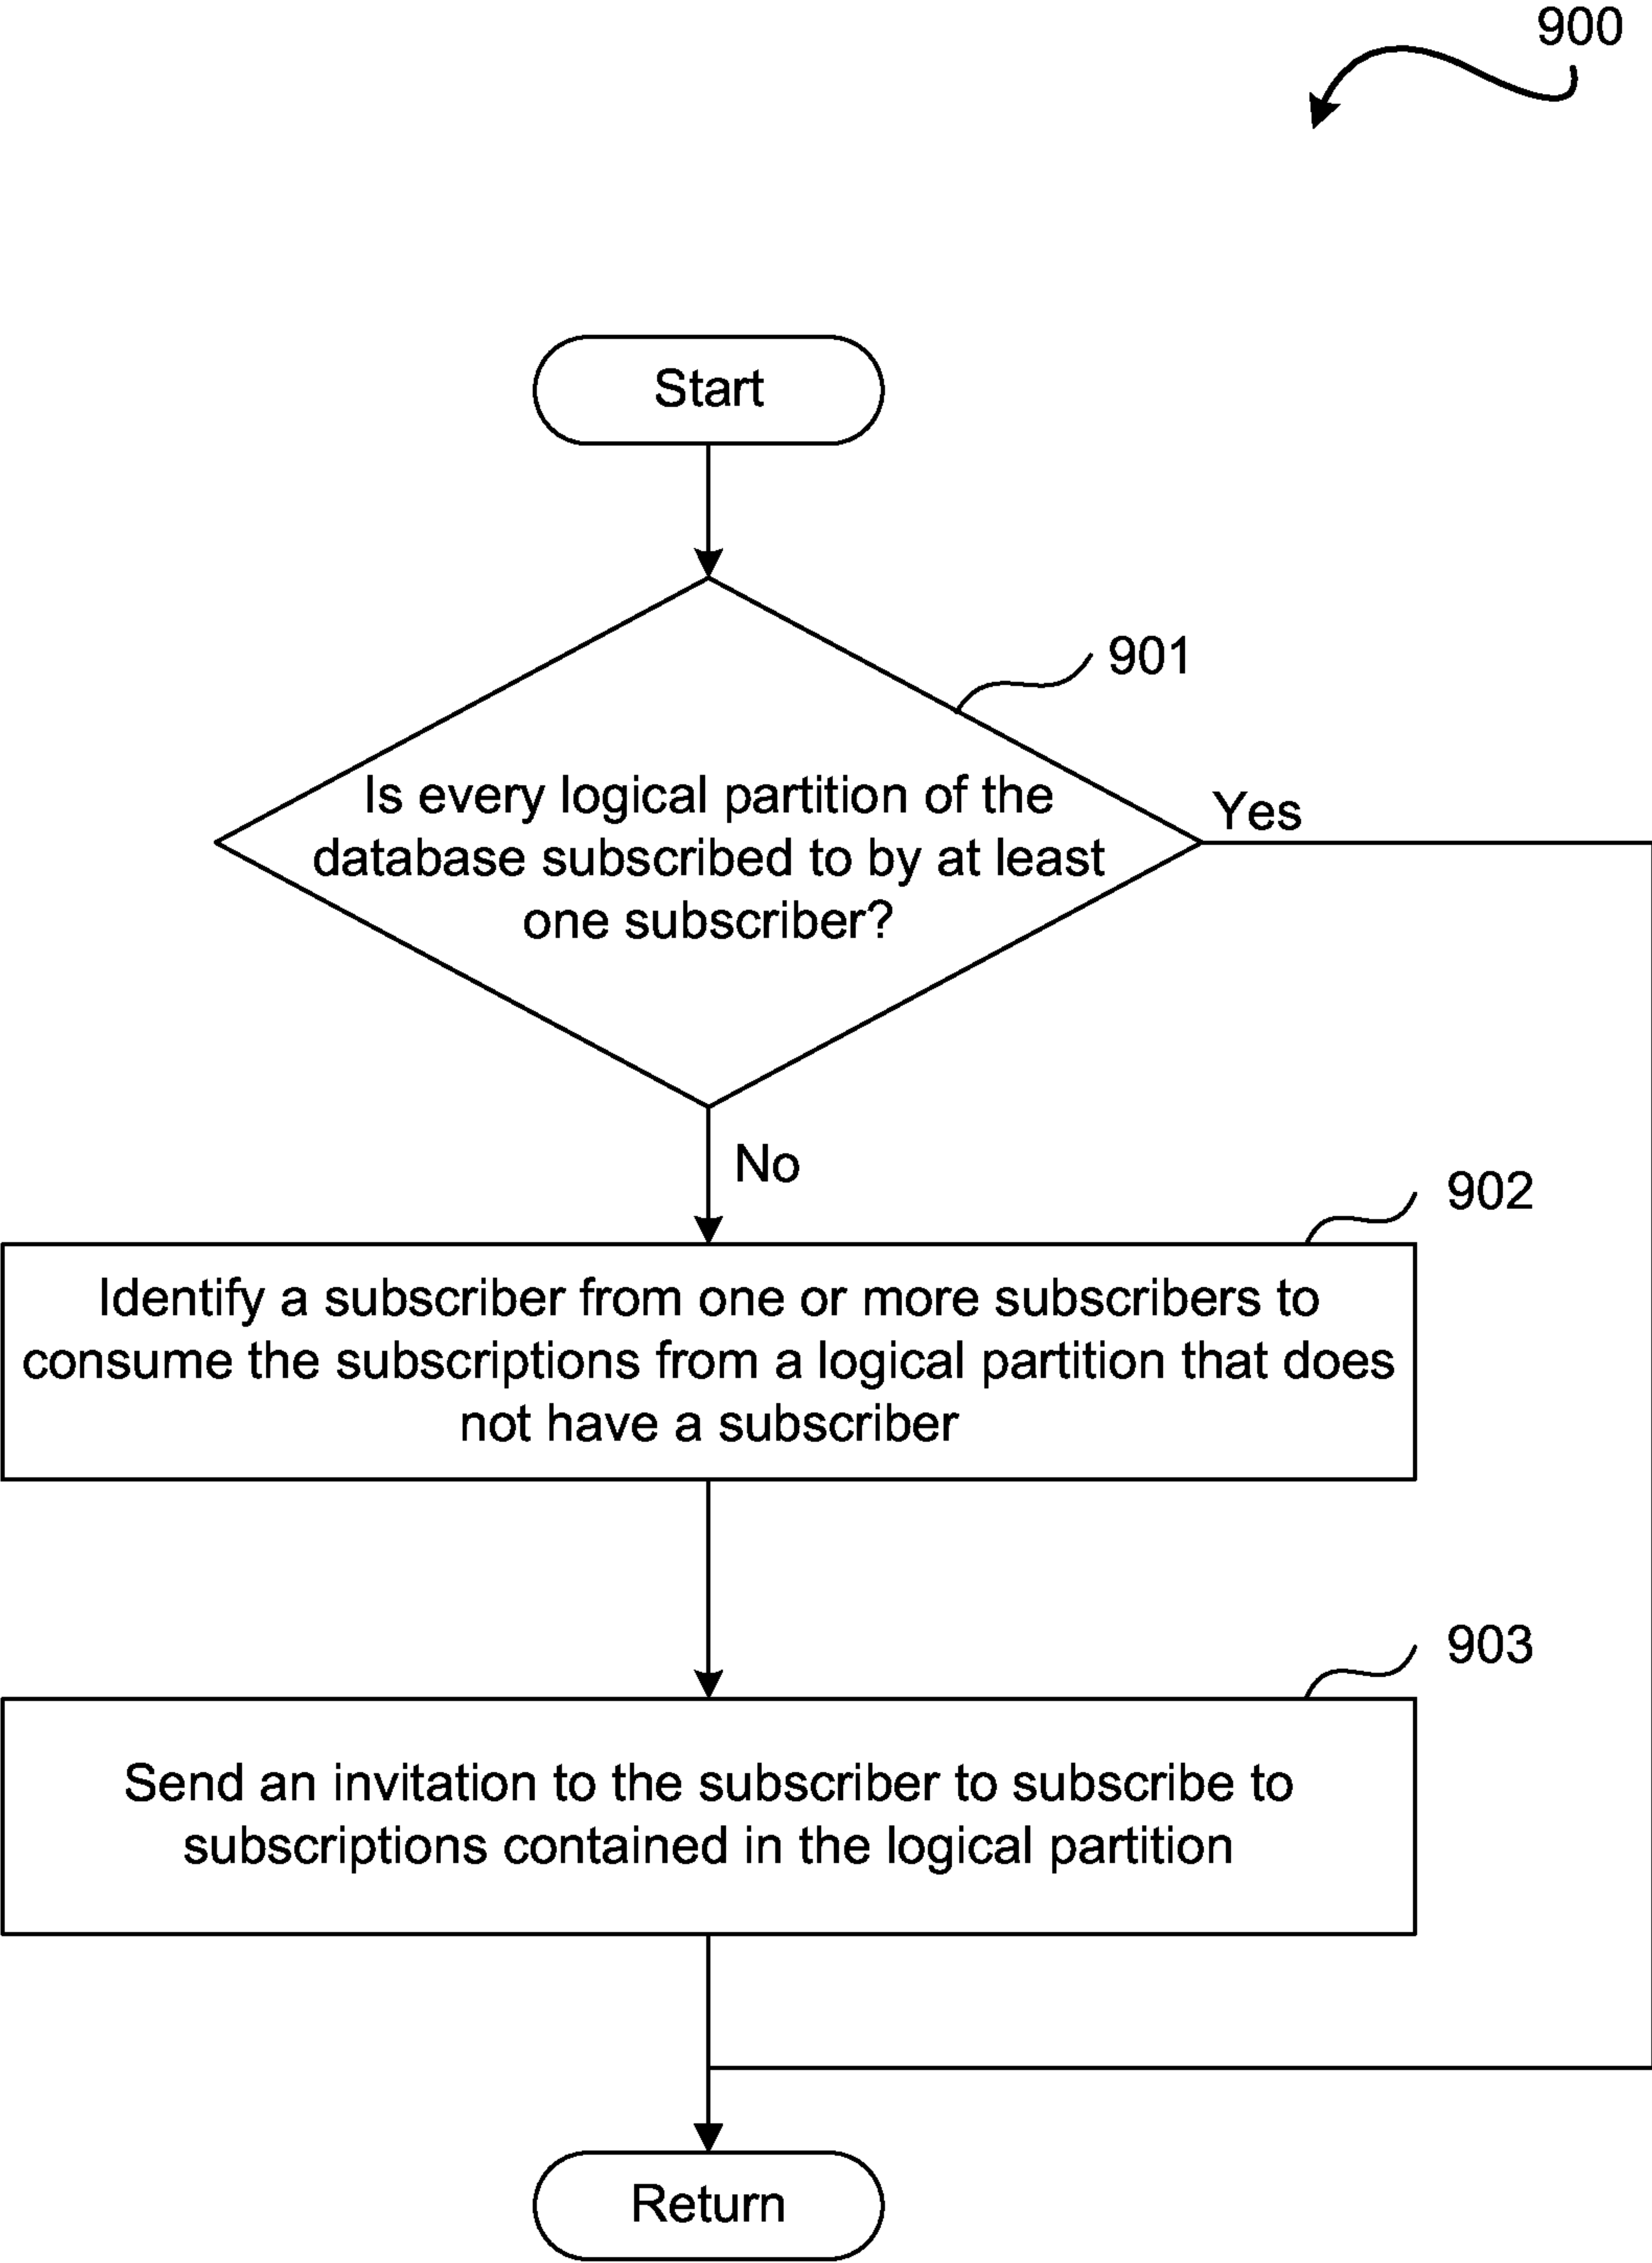 900
Start
901
Is every logical partition of the
database subscribed to by at least
one subscriber?
Yes
No
902
Identify a subscriber from one or more subscribers to
consume the subscriptions from a logical partition that does
not have a subscriber
903
Send an invitation to the subscriber to subscribe to
subscriptions contained in the logical partition
Return